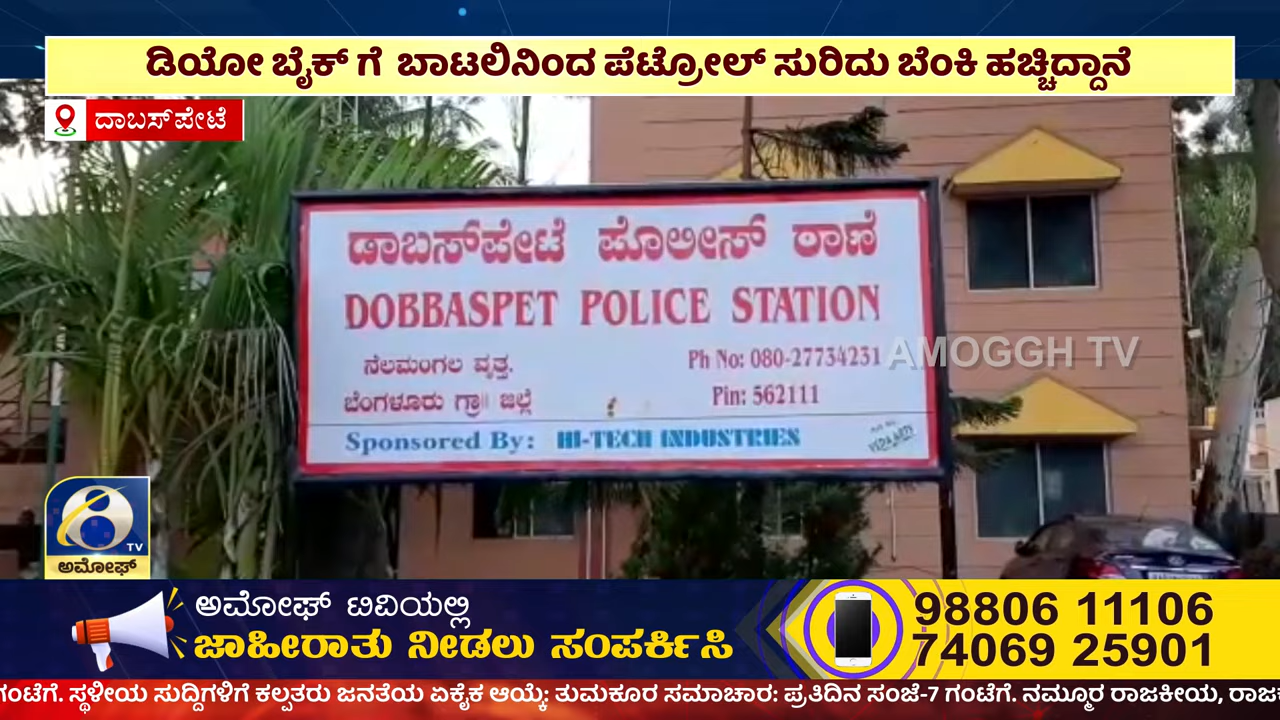 ಡಿಯೋ ಬೈಕ್ ಗೆ ಬಾಟಲಿನಿಂದ ಪೆಟ್ರೋಲ್ ಸುರಿದು ಬೆಂಕಿ ಹಚ್ಚಿದ್ದಾನೆ
ದಾಬಸ್‌ಪೇಟೆ
ಡಾಬಸ್‌ಪೇಟೆ ಪೊಲೀಸ್ ಠಾಣೆ
DOBBASPET POLICE STATION
ನೆಲಮಂಗಲ ವೃತ್ತ.
Ph No: 080-27734231
AMOGGH TV
ಬೆಂಗಳೂರು ಗ್ರಾ॥ ಜಿಲ್ಲೆ
Pin: 562111
Sponsored By: HI-TECH INDUSTRIES
TV
ಅಮೋಘ್
ಅಮೋಘ್ ಟಿವಿಯಲ್ಲಿ
ಜಾಹೀರಾತು ನೀಡಲು ಸಂಪರ್ಕಿಸಿ
98806 11106
74069 25901
ಗಂಟೆಗೆ. ಸ್ಥಳೀಯ ಸುದ್ದಿಗಳಿಗೆ ಕಲ್ಪತರು ಜನತೆಯ ಏಕೈಕ ಆಯ್ಕೆ: ತುಮಕೂರ ಸಮಾಚಾರ: ಪ್ರತಿದಿನ ಸಂಜೆ-7 ಗಂಟೆಗೆ. ನಮ್ಮೂರ ರಾಜಕೀಯ,